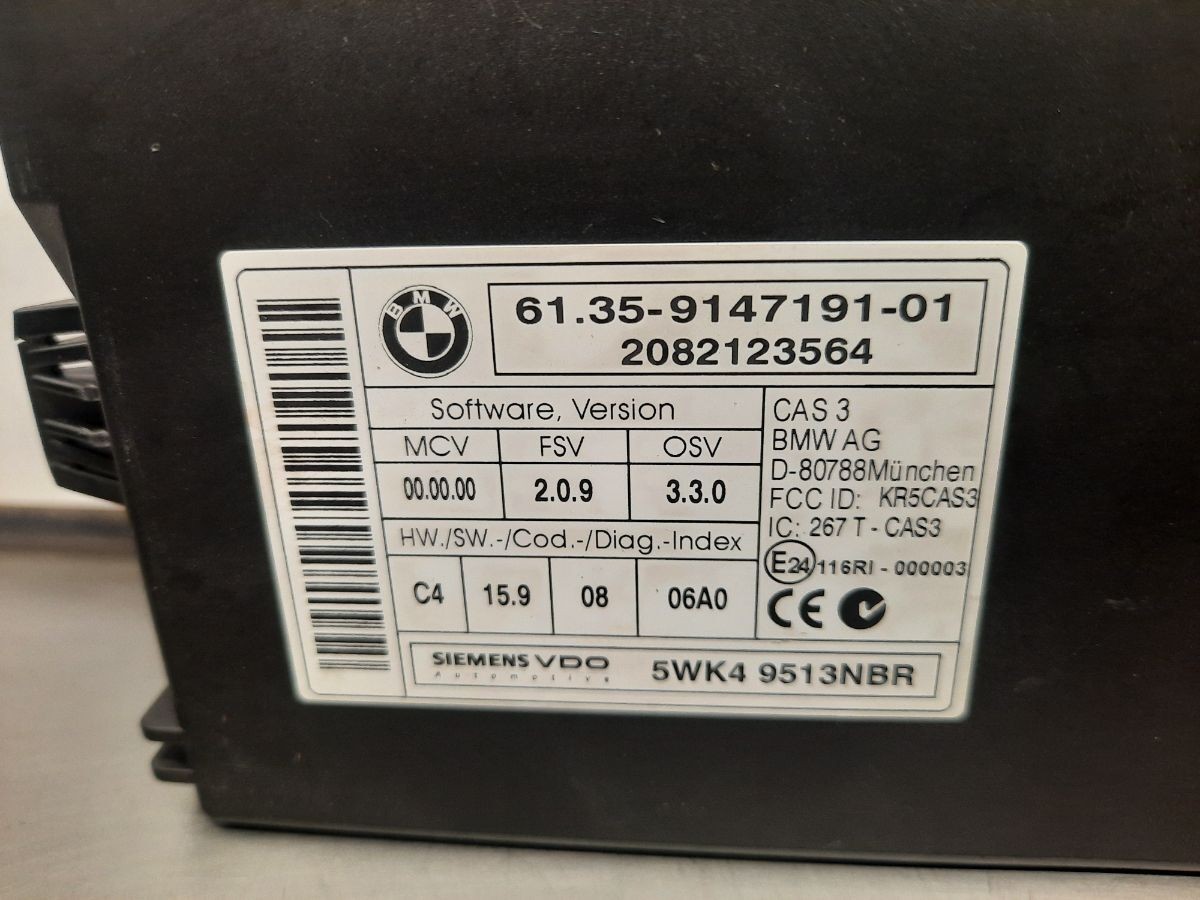 BMW
61.35-9147191-01
2082123564
Software, Version
MCV FSV OSV
00.00.00 2.0.9 3.3.0
HW./SW.-/Cod.-/Diag.-Index
C4 15.9 08 06A0
CAS 3
BMW AG
D-80788München
FCC ID: KR5CAS3
IC: 267 T - CAS3
E24 116RI - 000003
CE
SIEMENS VDO
Automotive
5WK4 9513NBR